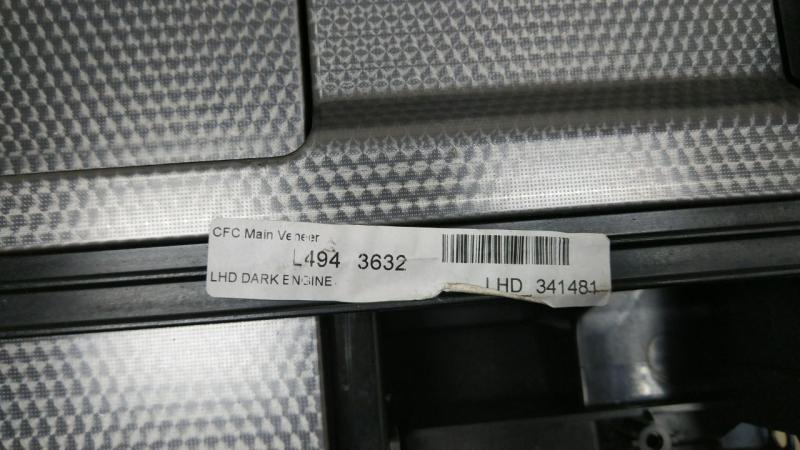 CFC Main Veneer
L494 3632
LHD DARK ENGINE
LHD_341481